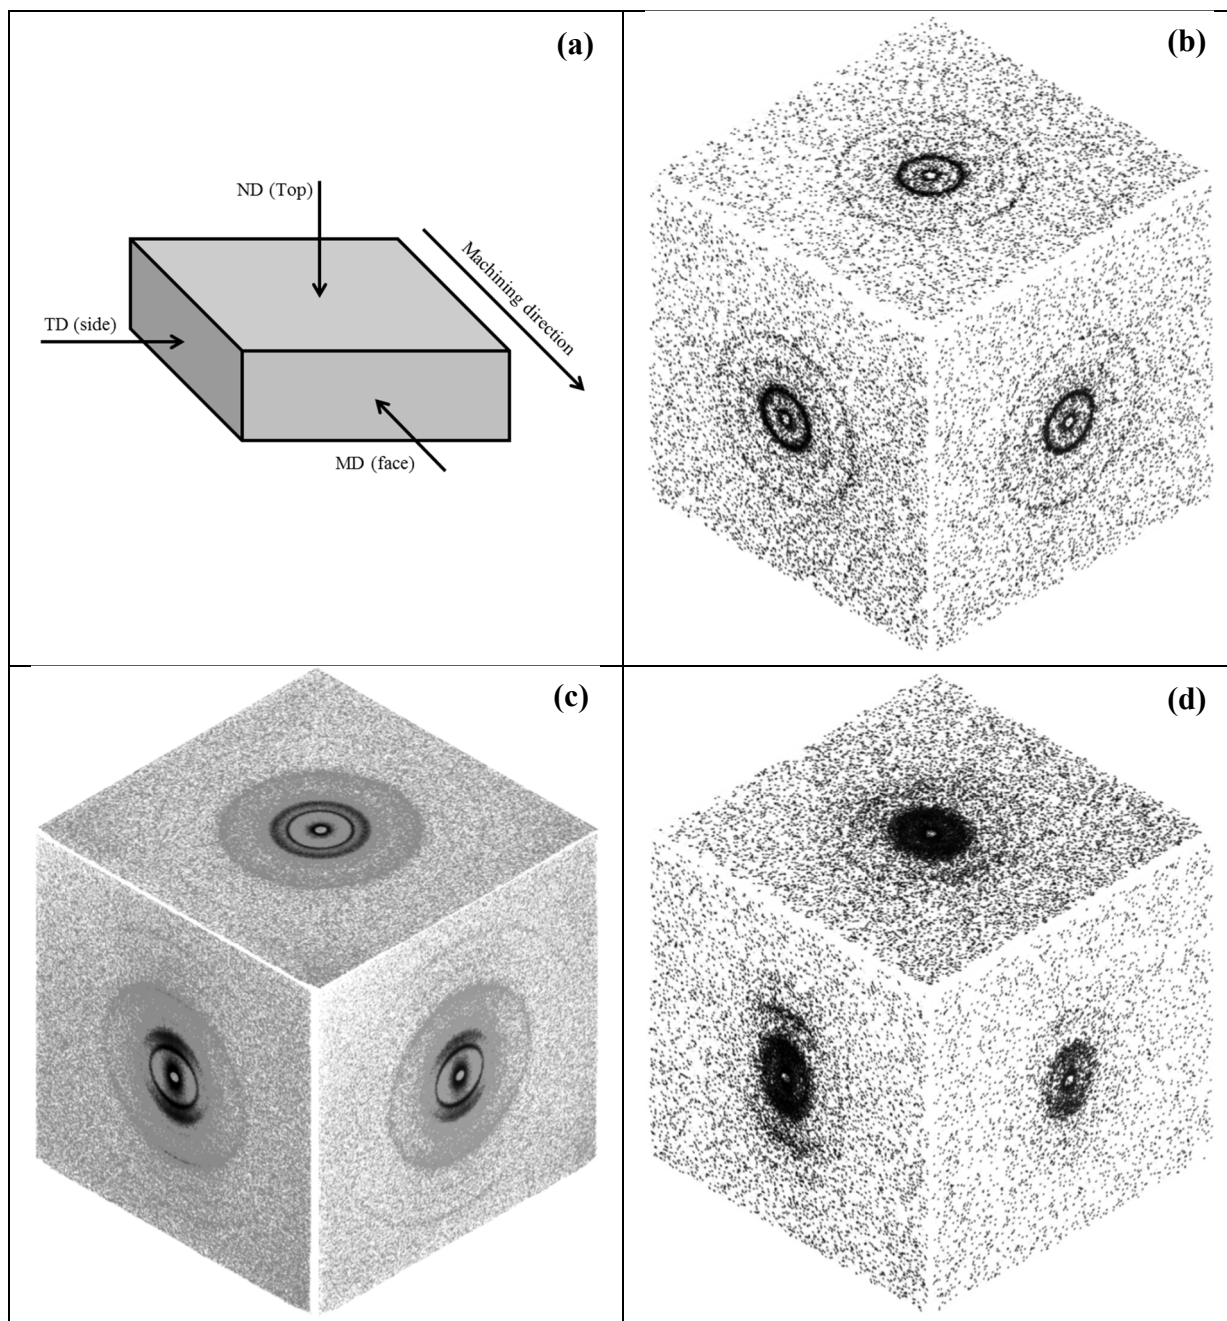 (a)
ND (Top)
Machining direction
TD (side)
MD (face)
(b)
(c)
(d)